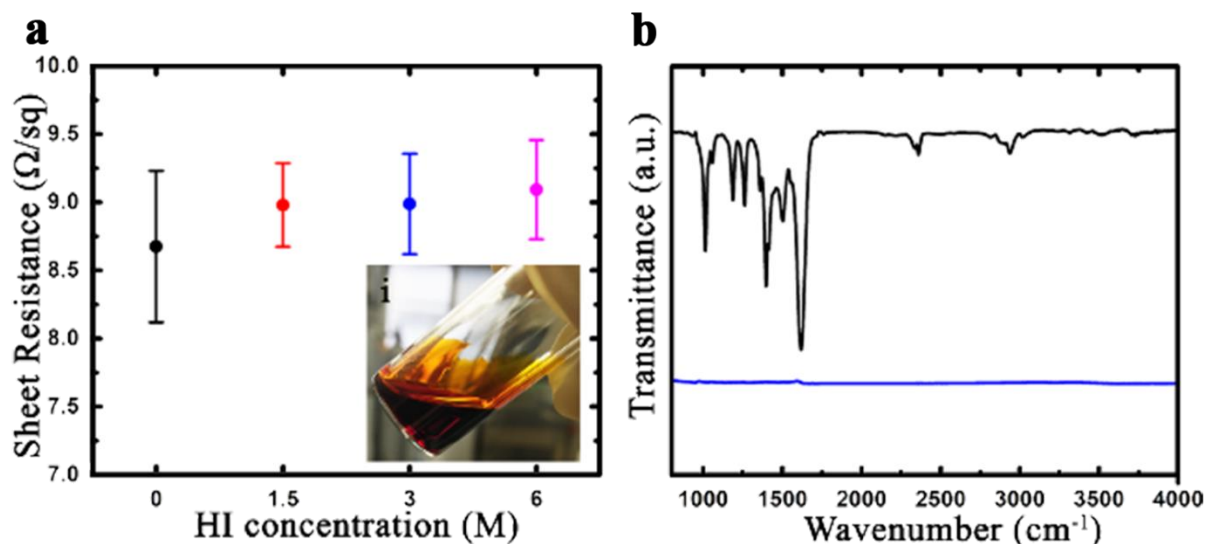 a
Sheet Resistance (Ω/sq)
10.0
9.5
9.0
8.5
8.0
7.5
7.0
i
0 1.5 3 6
HI concentration (M)
b
Transmittance (a.u.)
1000 1500 2000 2500 3000 3500 4000
Wavenumber (cm⁻¹)